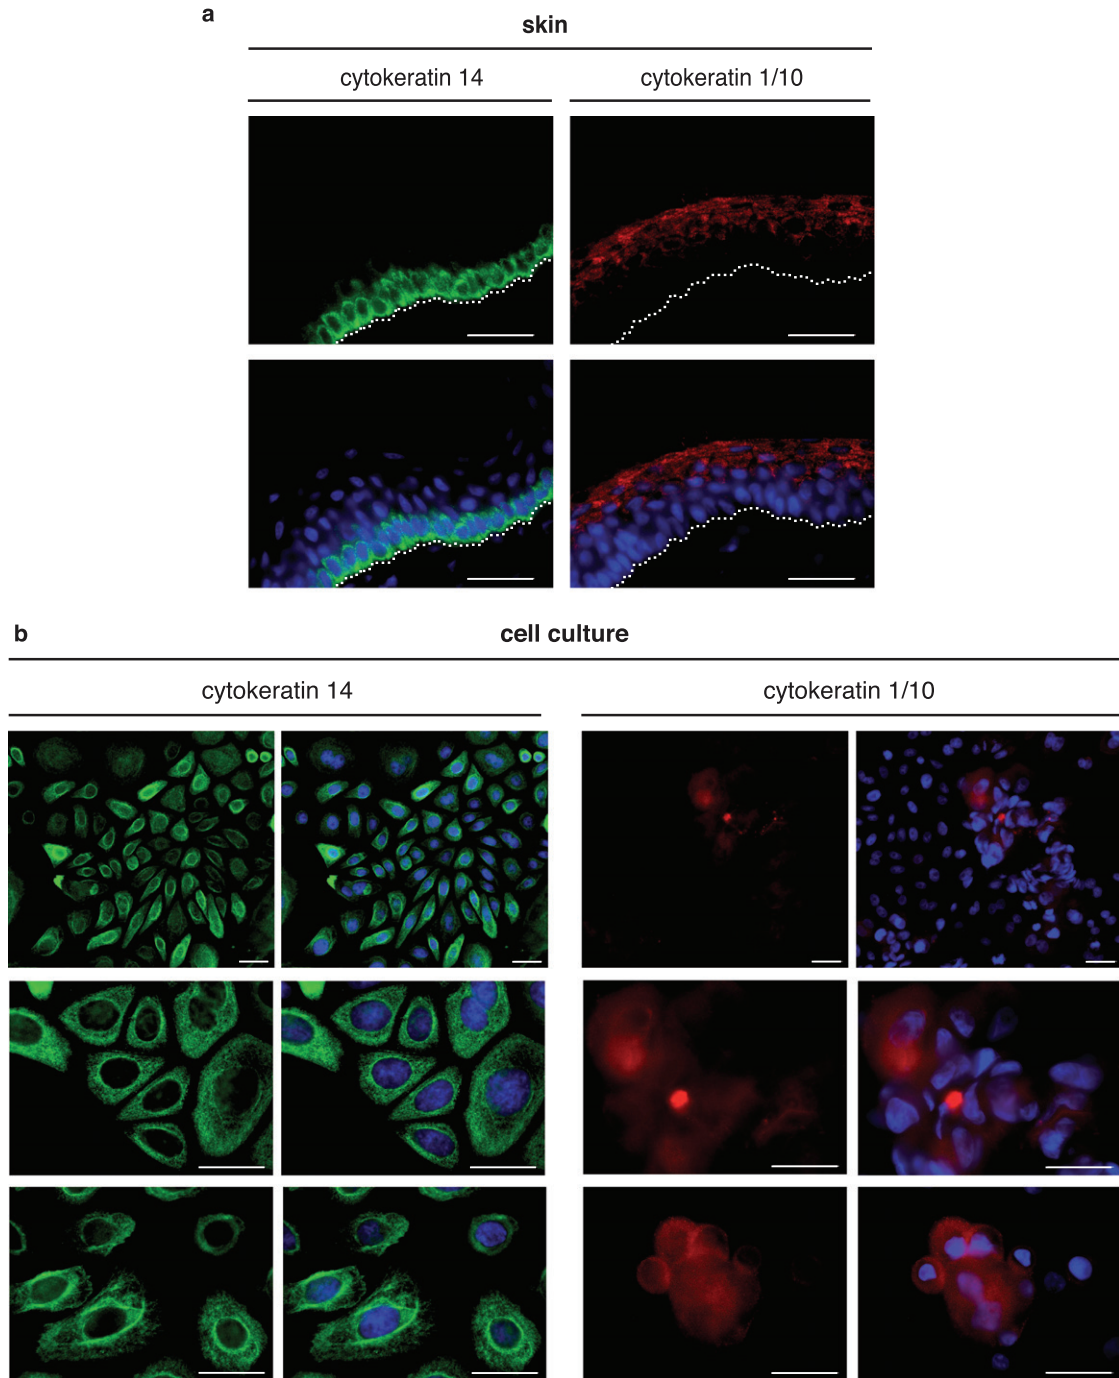 a
skin
cytokeratin 14
cytokeratin 1/10
b
cell culture
cytokeratin 14
cytokeratin 1/10